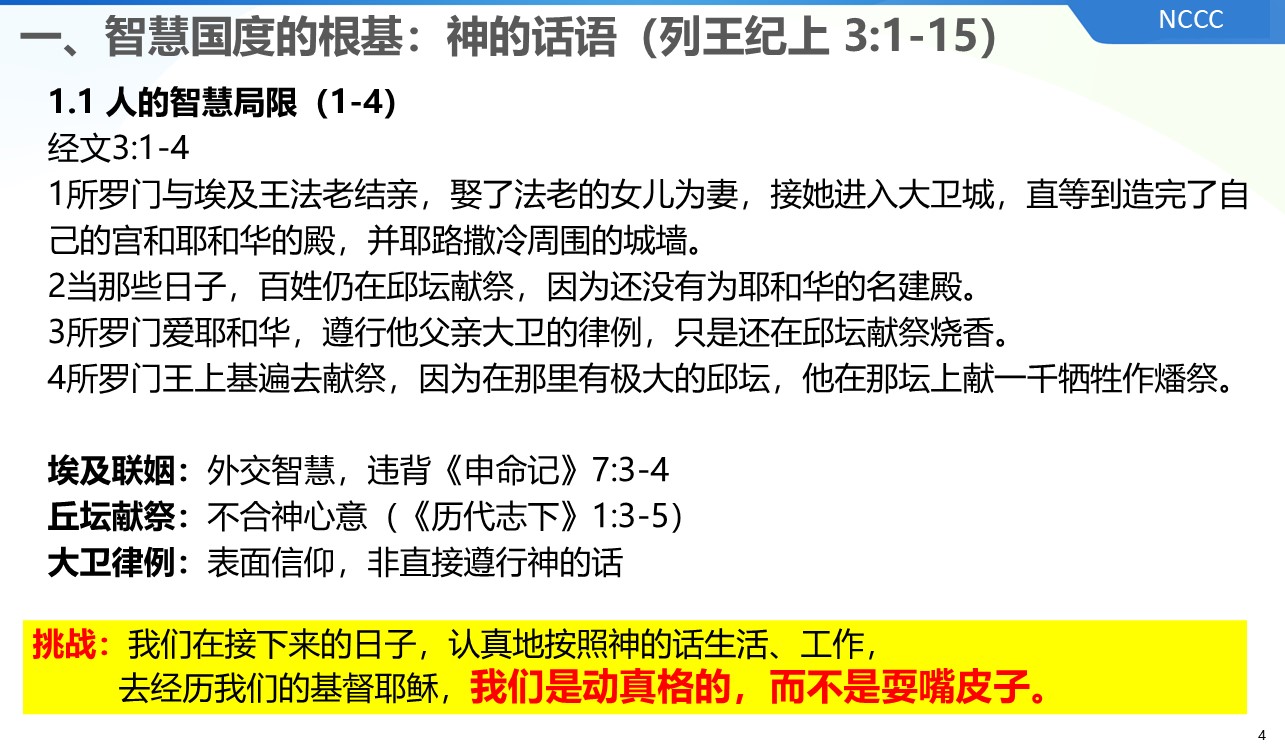 NCCC
一、智慧国度的根基：神的话语（列王纪上 3:1-15）
1.1 人的智慧局限（1-4）
经文3:1-4
1所罗门与埃及王法老结亲，娶了法老的女儿为妻，接她进入大卫城，直等到造完了自
己的宫和耶和华的殿，并耶路撒冷周围的城墙。
2当那些日子，百姓仍在邱坛献祭，因为还没有为耶和华的名建殿。
3所罗门爱耶和华，遵行他父亲大卫的律例，只是还在邱坛献祭烧香。
4所罗门王上基遍去献祭，因为在那里有极大的邱坛，他在那坛上献一千牺牲作燔祭。
埃及联姻：外交智慧，违背《申命记》7:3-4
丘坛献祭：不合神心意（《历代志下》1:3-5）
大卫律例：表面信仰，非直接遵行神的话
挑战：我们在接下来的日子，认真地按照神的话生活、工作，
去经历我们的基督耶稣，我们是动真格的，而不是耍嘴皮子。
4